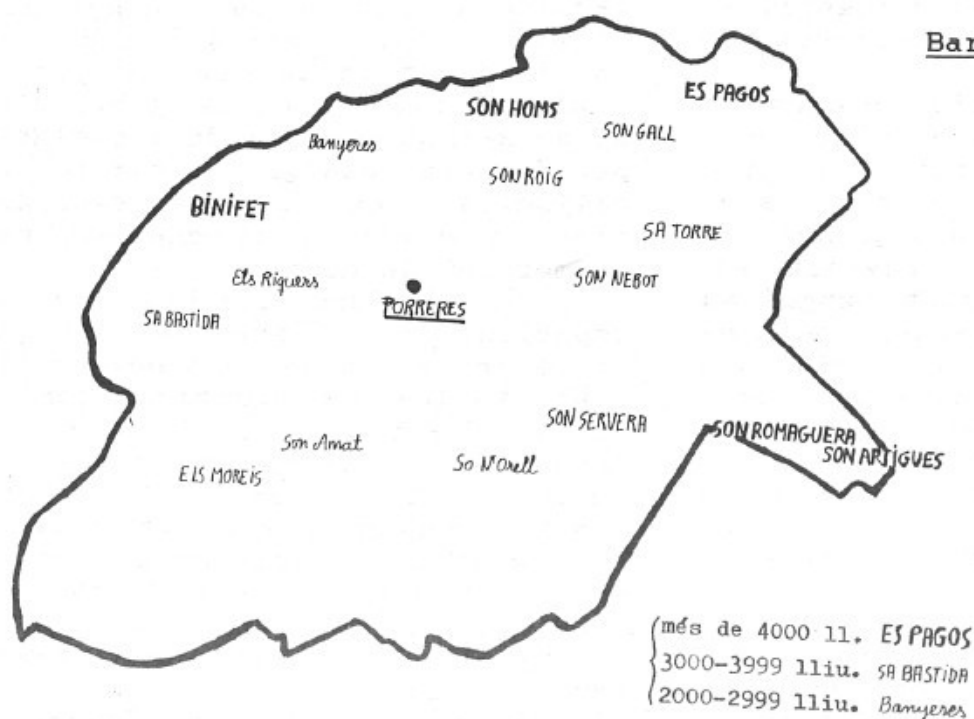 Bar
ES PAGOS
SON HOMS
SON GALL
Banyeres
SON ROIG
BINIFET
SA TORRE
Els Riguers
SON NEBOT
PORRERES
SA BASTIDA
SON SERVERA
SON ROMAGUERA
Son Amat
SON ARTIGUES
So N'Orell
ELS MOREIS
més de 4000 ll. ES PAGOS
3000-3999 lliu. SA BASTIDA
2000-2999 lliu. Banyeres